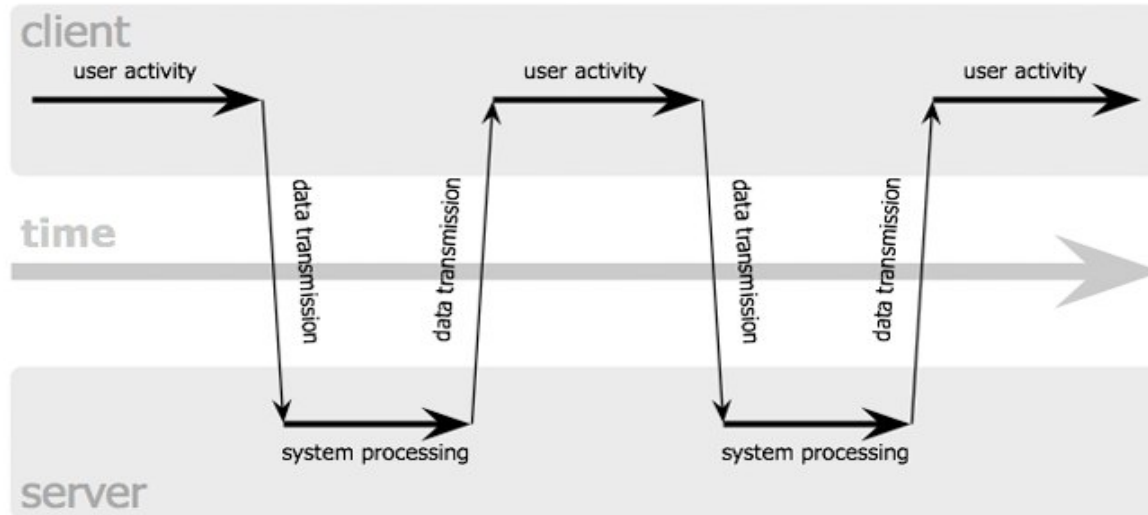 client
user activity
user activity
user activity
data transmission
data transmission
data transmission
data transmission
time
system processing
system processing
server